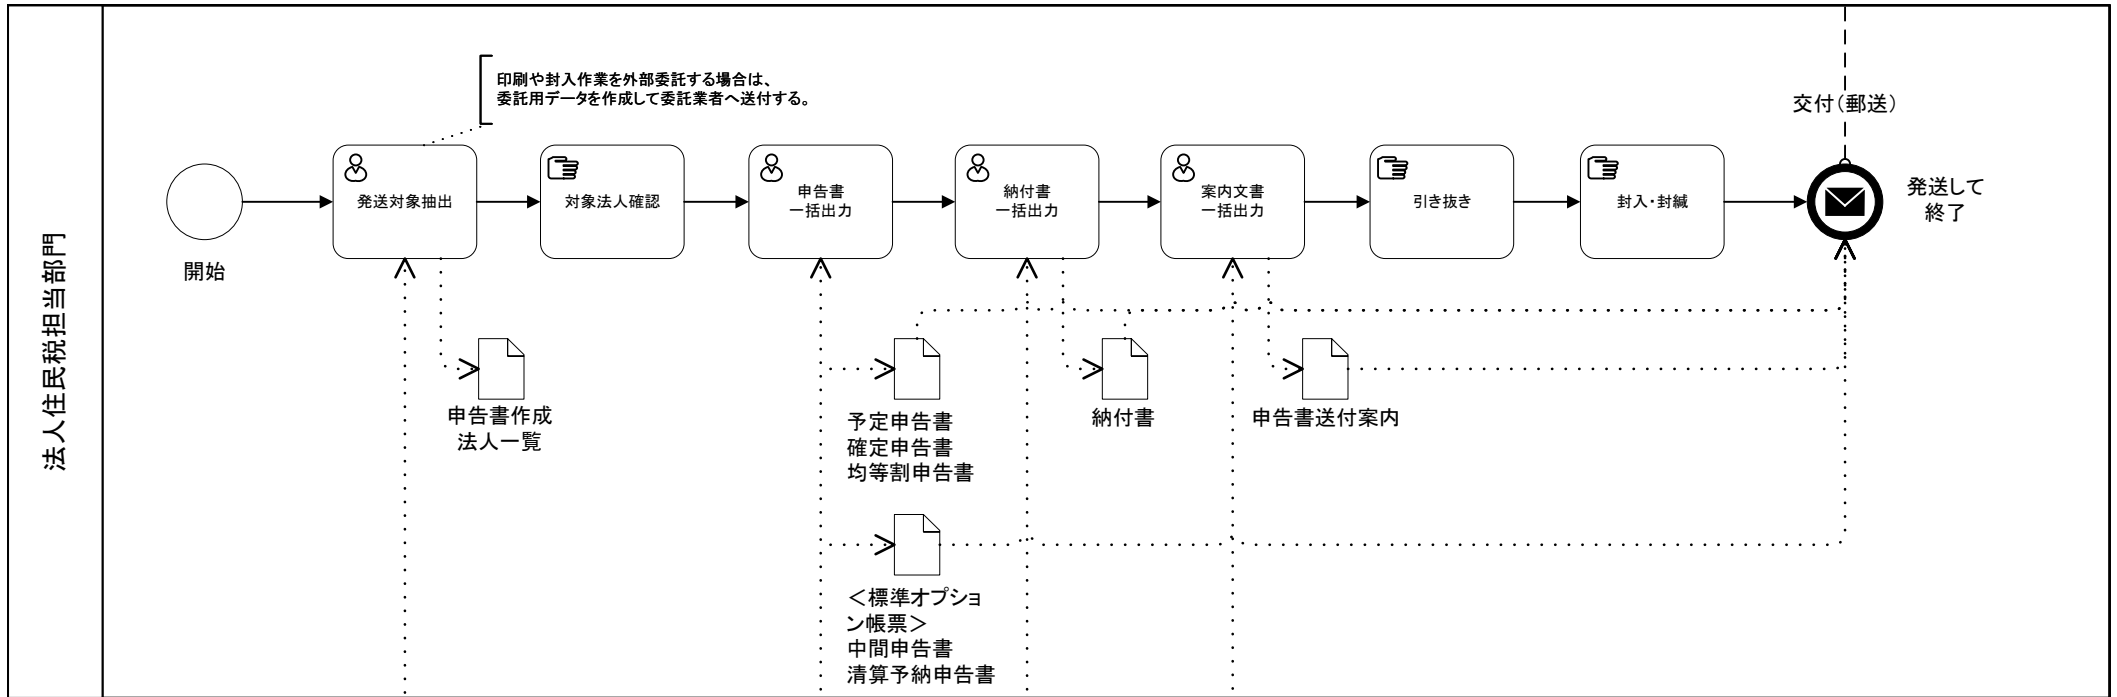 法人住民税担当部門
印刷や封入作業を外部委託する場合は、
委託用データを作成して委託業者へ送付する。
交付（郵送）
開始
発送対象抽出
対象法人確認
申告書
一括出力
納付書
一括出力
案内文書
一括出力
引き抜き
封入・封緘
発送して
終了
申告書作成
法人一覧
予定申告書
確定申告書
均等割申告書
納付書
申告書送付案内
＜標準オプショ
ン帳票＞
中間申告書
清算予納申告書